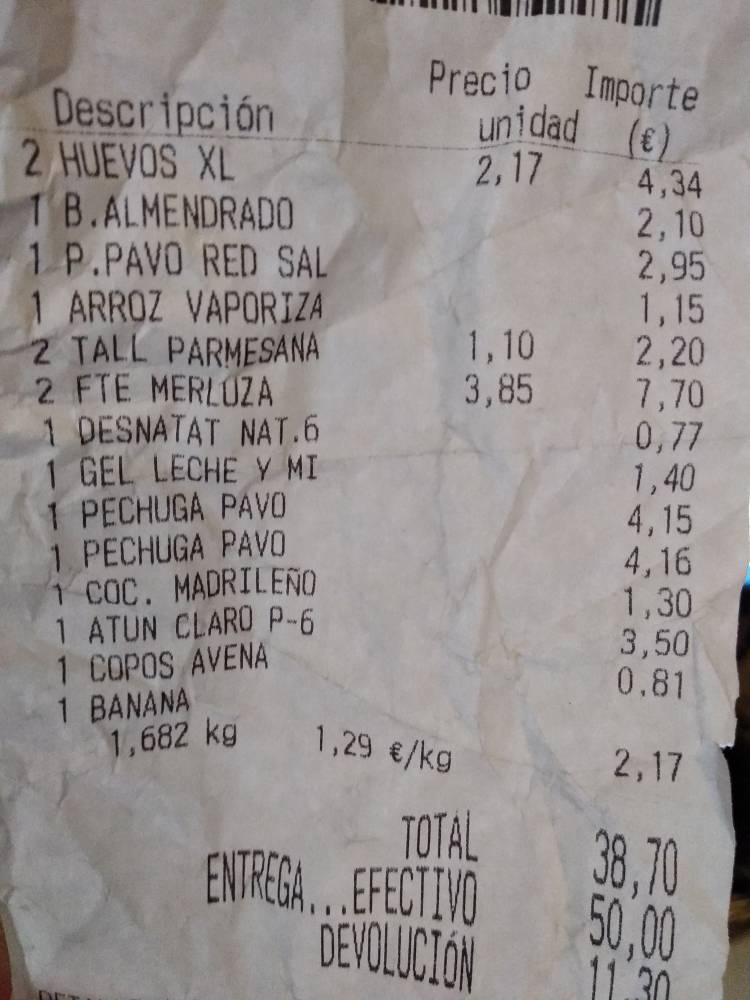 Descripción Precio unidad Importe (€)
2 HUEVOS XL 2,17 4,34
1 B.ALMENDRADO 2,10
1 P.PAVO RED SAL 2,95
1 ARROZ VAPORIZA 1,15
2 TALL PARMESANA 1,10 2,20
2 FTE MERLUZA 3,85 7,70
1 DESNATAT NAT.6 0,77
1 GEL LECHE Y MI 1,40
1 PECHUGA PAVO 4,15
1 PECHUGA PAVO 4,16
1 COC. MADRILEÑO 1,30
1 ATUN CLARO P-6 3,50
1 COPOS AVENA 0.81
1 BANANA
1,682 kg 1,29 €/kg 2,17
TOTAL 38,70
ENTREGA...EFECTIVO 50,00
DEVOLUCIÓN 11,30